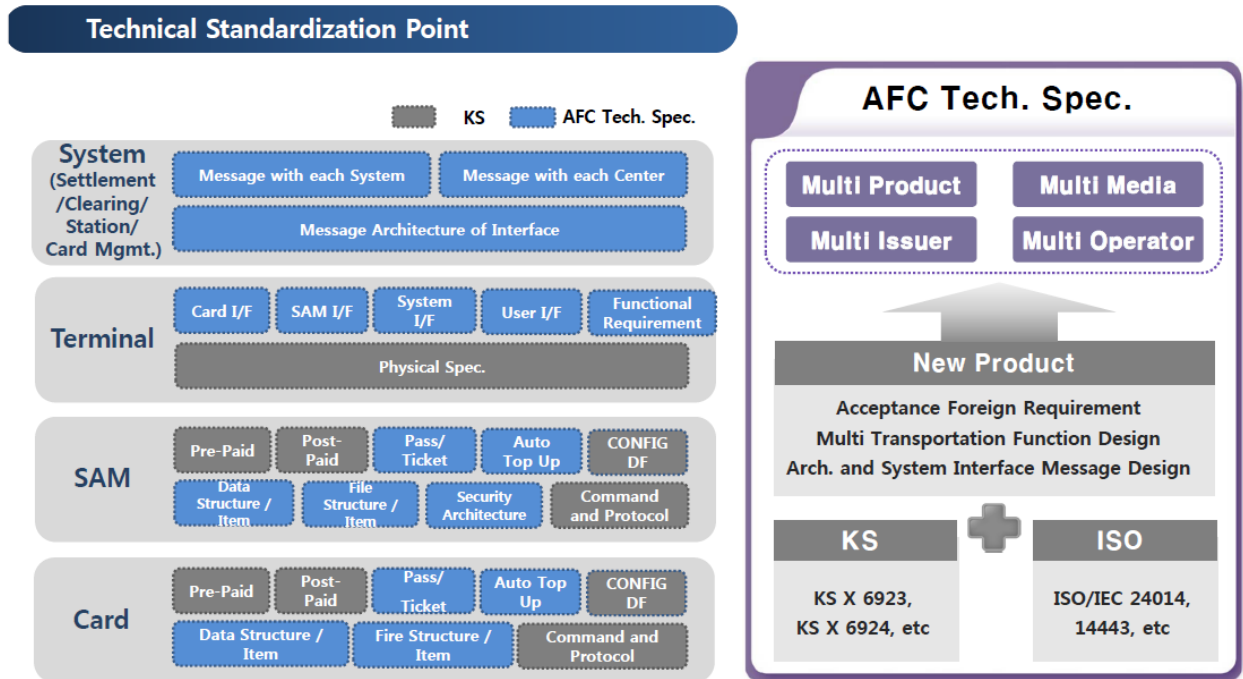 Technical Standardization Point
KS
AFC Tech. Spec.
System
(Settlement
/Clearing/
Station/
Card Mgmt.)
Message with each System
Message with each Center
Message Architecture of Interface
Terminal
Card I/F
SAM I/F
System
I/F
User I/F
Functional
Requirement
Physical Spec.
SAM
Pre-Paid
Post-
Paid
Pass/
Ticket
Auto
Top Up
CONFIG
DF
Data
Structure /
Item
File
Structure /
Item
Security
Architecture
Command
and Protocol
Card
Pre-Paid
Post-
Paid
Pass/
Ticket
Auto Top
Up
CONFIG
DF
Data Structure /
Item
Fire Structure /
Item
Command and
Protocol
AFC Tech. Spec.
Multi Product
Multi Media
Multi Issuer
Multi Operator
New Product
Acceptance Foreign Requirement
Multi Transportation Function Design
Arch. and System Interface Message Design
KS
KS X 6923,
KS X 6924, etc
ISO
ISO/IEC 24014,
14443, etc